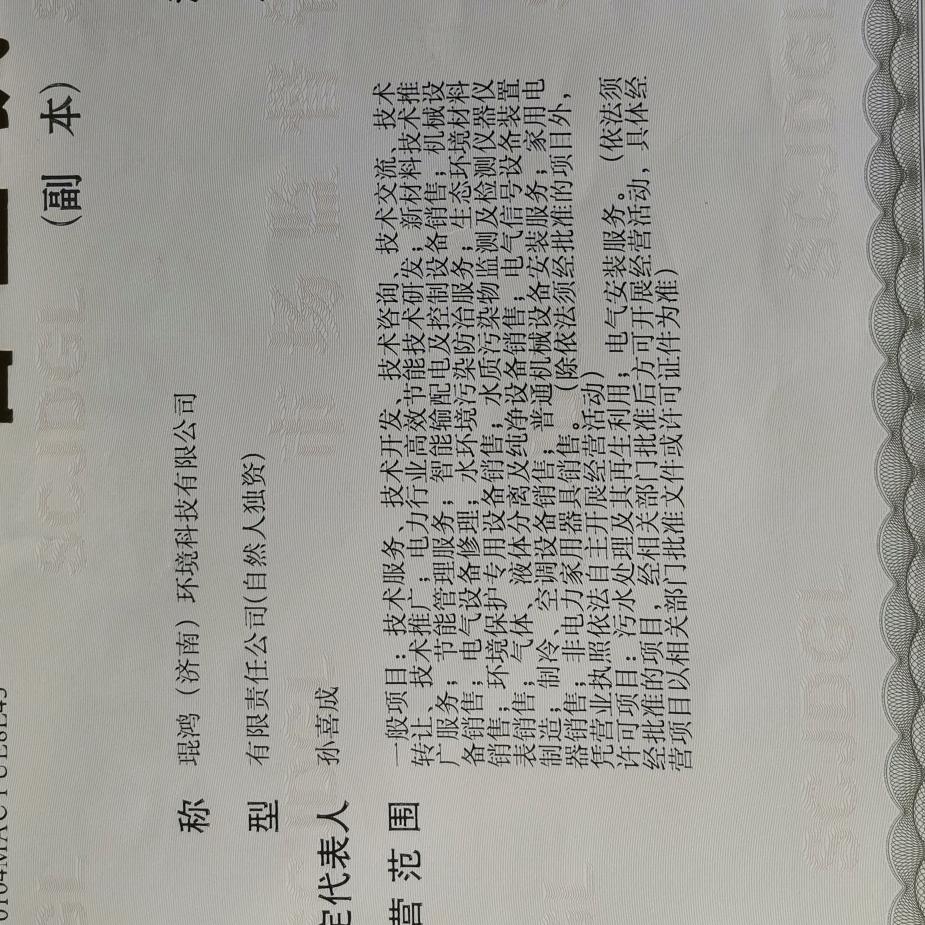 （副 本）
称 琨鸿（济南）环境科技有限公司
型 有限责任公司(自然人独资)
代表人 孙喜成
营 范 围 一般项目：技术服务、技术开发、技术咨询、技术交流、技术
转让、技术推广；电力行业高效节能技术研发；新材料技术推
广服务；节能管理服务；智能输配电及控制设备销售；机械设
备销售；电气设备修理；水环境污染防治服务；生态环境材料
销售；环境保护专用设备销售；水质污染物监测及检测仪器仪
表销售；气体、液体分离及纯净设备销售；电气信号设备装置
制造；制冷、空调设备销售；普通机械设备安装服务；家用电
器销售；非电力家用器具销售。（除依法须经批准的项目外，
凭营业执照依法自主开展经营活动）
许可项目：污水处理及其再生利用；电气安装服务。（依法须
经批准的项目，经相关部门批准后方可开展经营活动，具体经
营项目以相关部门批准文件或许可证件为准）
SCJDGL
SCJDGL
SCJDGL
SCJDGL